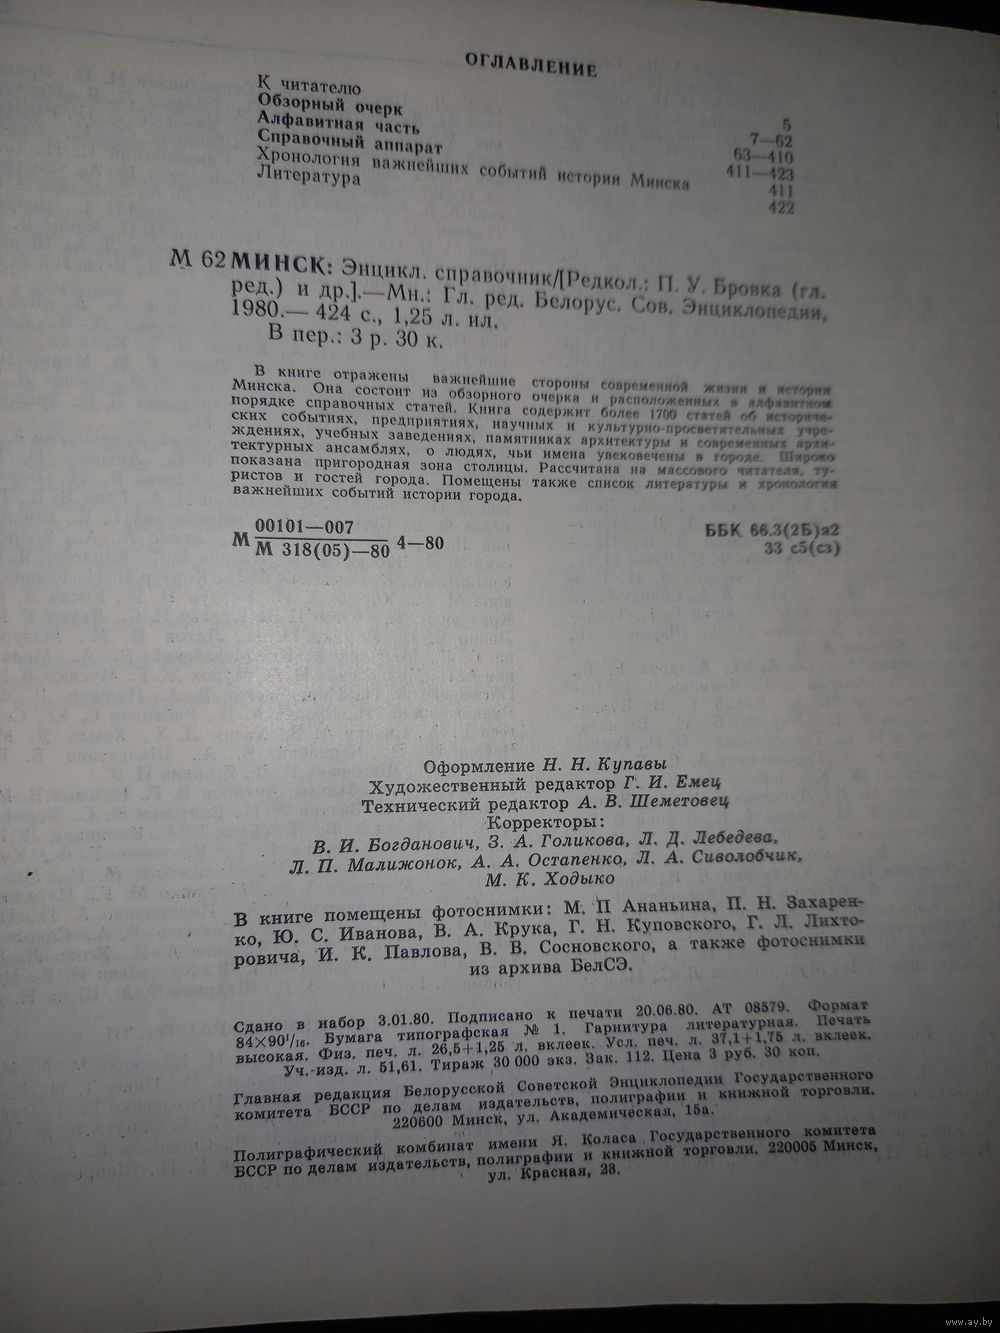 ОГЛАВЛЕНИЕ
К читателю 5
Обзорный очерк 7—62
Алфавитная часть 63—410
Справочный аппарат 411—423
Хронология важнейших событий истории Минска 411
Литература 422
М 62 МИНСК: Энцикл. справочник/[Редкол.: П. У. Бровка (гл.
ред.) и др.].—Мн.: Гл. ред. Белорус. Сов. Энциклопедии,
1980.— 424 с., 1,25 л. ил.
В пер.: 3 р. 30 к.
В книге отражены важнейшие стороны современной жизни и истории
Минска. Она состоит из обзорного очерка и расположенных в алфавитном
порядке справочных статей. Книга содержит более 1700 статей об историче-
ских событиях, предприятиях, научных и культурно-просветительных учре-
ждениях, учебных заведениях, памятниках архитектуры и современных архи-
тектурных ансамблях, о людях, чьи имена увековечены в городе. Широко
показана пригородная зона столицы. Рассчитана на массового читателя, ту-
ристов и гостей города. Помещены также список литературы и хронология
важнейших событий истории города.
М 00101—007
М 318(05)—80 4—80
ББК 66.3(2Б)я2
33 с5(сз)
Оформление Н. Н. Купавы
Художественный редактор Г. И. Емец
Технический редактор А. В. Шеметовец
Корректоры:
В. И. Богданович, З. А. Голикова, Л. Д. Лебедева,
Л. П. Малижонок, А. А. Остапенко, Л. А. Сиволобчик,
М. К. Ходыко
В книге помещены фотоснимки: М. П Ананьина, П. Н. Захарен-
ко, Ю. С. Иванова, В. А. Крука, Г. Н. Куповского, Г. Л. Лихто-
ровича, И. К. Павлова, В. В. Сосновского, а также фотоснимки
из архива БелСЭ.
Сдано в набор 3.01.80. Подписано к печати 20.06.80. АТ 08579. Формат
84×90¹/₁₆. Бумага типографская № 1. Гарнитура литературная. Печать
высокая. Физ. печ. л. 26,5+1,25 л. вклеек. Усл. печ. л. 37,1+1,75 л. вклеек.
Уч.-изд. л. 51,61. Тираж 30 000 экз. Зак. 112. Цена 3 руб. 30 коп.
Главная редакция Белорусской Советской Энциклопедии Государственного
комитета БССР по делам издательств, полиграфии и книжной торговли.
220600 Минск, ул. Академическая, 15а.
Полиграфический комбинат имени Я. Коласа Государственного комитета
БССР по делам издательств, полиграфии и книжной торговли. 220005 Минск,
ул. Красная, 28.
www.ay.by